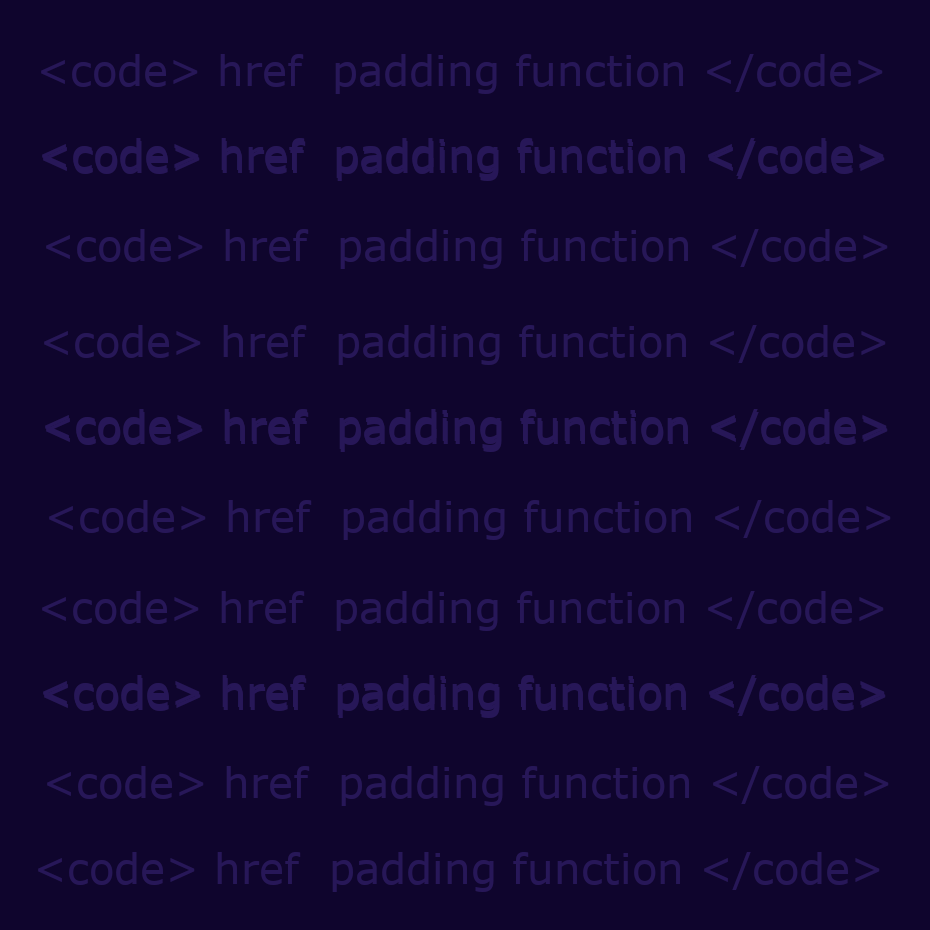 <code> href  padding function </code>
<code> href  padding function </code>
<code> href  padding function </code>
<code> href  padding function </code>
<code> href  padding function </code>
<code> href  padding function </code>
<code> href  padding function </code>
<code> href  padding function </code>
<code> href  padding function </code>
<code> href  padding function </code>